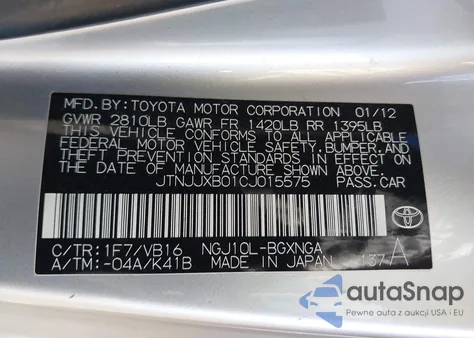 MFD.BY: TOYOTA MOTOR CORPORATION 01/12
GVWR 2810LB GAWR FR 1420LB RR 1395LB
THIS VEHICLE CONFORMS TO ALL APPLICABLE
FEDERAL MOTOR VEHICLE SAFETY, BUMPER, AND
THEFT PREVENTION STANDARDS IN EFFECT ON
THE DATE OF MANUFACTURE SHOWN ABOVE.
JTNJJXB01CJ015575 PASS.CAR
C/TR: 1F7/VB16 NGJ10L-BGXNGA
A/TM: -04A/K41B MADE IN JAPAN 137 A
TOYOTA
autoSnap
Pewne auta z aukcji USA i EU